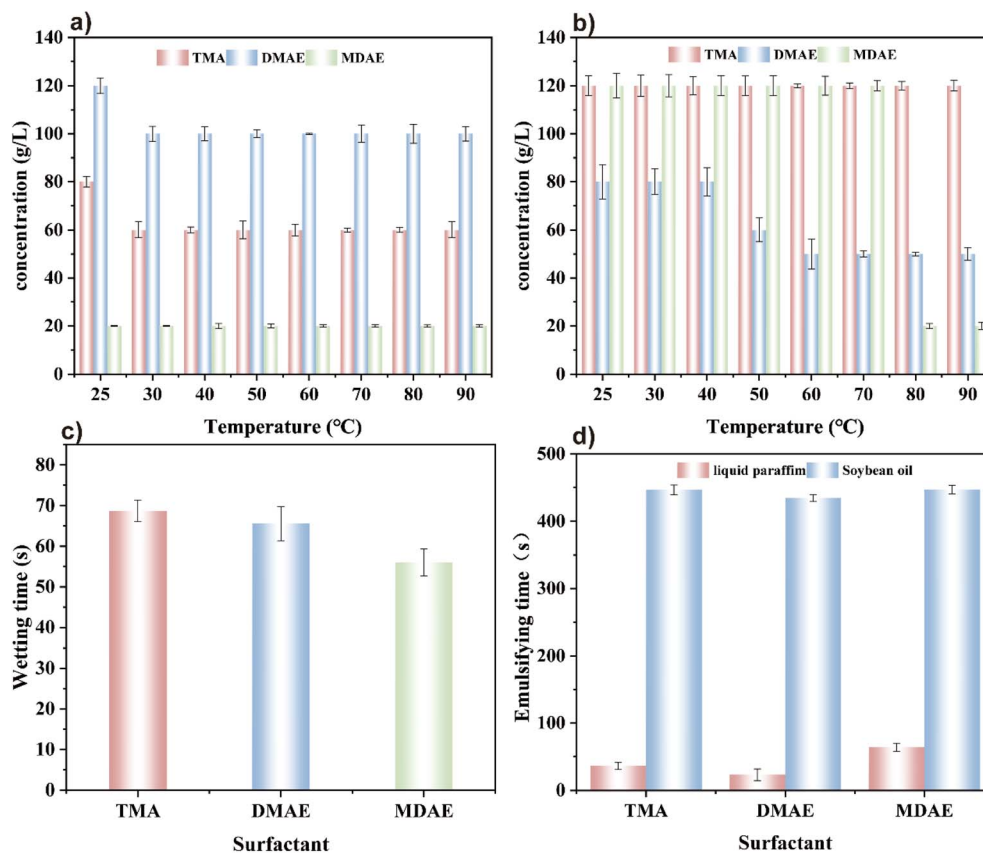 a)
TMA DMAE MDAE
concentration (g/L)
140
120
100
80
60
40
20
0
25 30 40 50 60 70 80 90
Temperature (℃)
b)
TMA DMAE MDAE
concentration (g/L)
140
120
100
80
60
40
20
0
25 30 40 50 60 70 80 90
Temperature (℃)
c)
Wetting time (s)
80
70
60
50
40
30
20
10
0
TMA DMAE MDAE
Surfactant
d)
liquid paraffim Soybean oil
Emulsifying time（s）
500
400
300
200
100
0
TMA DMAE MDAE
Surfactant